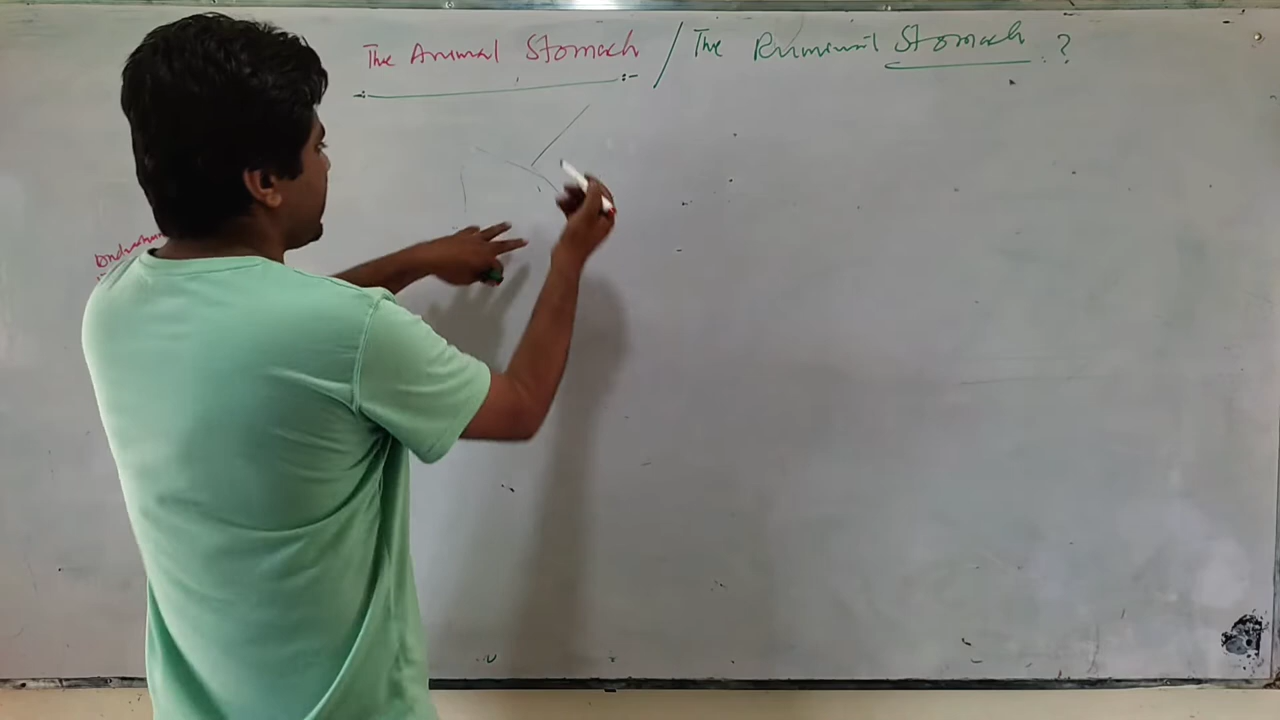 The Animal Stomach :- / The Ruminant Stomach . ?